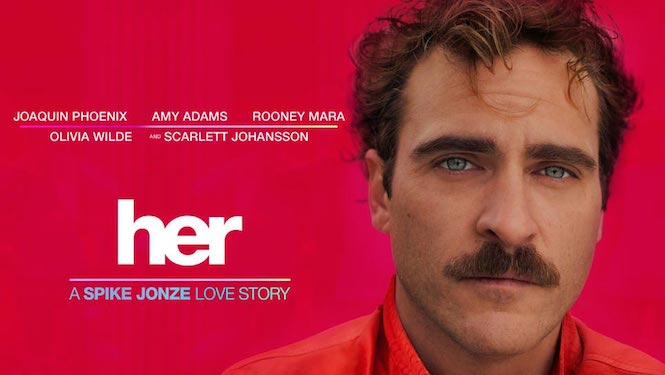 JOAQUIN PHOENIX AMY ADAMS ROONEY MARA
OLIVIA WILDE AND SCARLETT JOHANSSON
her
A SPIKE JONZE LOVE STORY